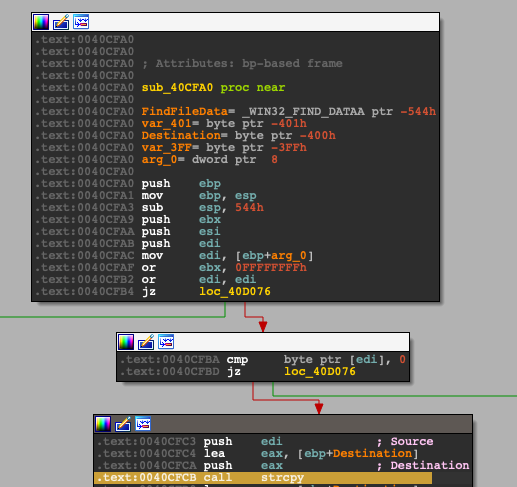 .text:0040CFA0
.text:0040CFA0
.text:0040CFA0 ; Attributes: bp-based frame
.text:0040CFA0
.text:0040CFA0 sub_40CFA0 proc near
.text:0040CFA0
.text:0040CFA0 FindFileData= _WIN32_FIND_DATAA ptr -544h
.text:0040CFA0 var_401= byte ptr -401h
.text:0040CFA0 Destination= byte ptr -400h
.text:0040CFA0 var_3FF= byte ptr -3FFh
.text:0040CFA0 arg_0= dword ptr  8
.text:0040CFA0
.text:0040CFA0 push    ebp
.text:0040CFA1 mov     ebp, esp
.text:0040CFA3 sub     esp, 544h
.text:0040CFA9 push    ebx
.text:0040CFAA push    esi
.text:0040CFAB push    edi
.text:0040CFAC mov     edi, [ebp+arg_0]
.text:0040CFAF or      ebx, 0FFFFFFFFh
.text:0040CFB2 or      edi, edi
.text:0040CFB4 jz      loc_40D076
.text:0040CFBA cmp     byte ptr [edi], 0
.text:0040CFBD jz      loc_40D076
.text:0040CFC3 push    edi             ; Source
.text:0040CFC4 lea     eax, [ebp+Destination]
.text:0040CFCA push    eax             ; Destination
.text:0040CFCB call    strcpy